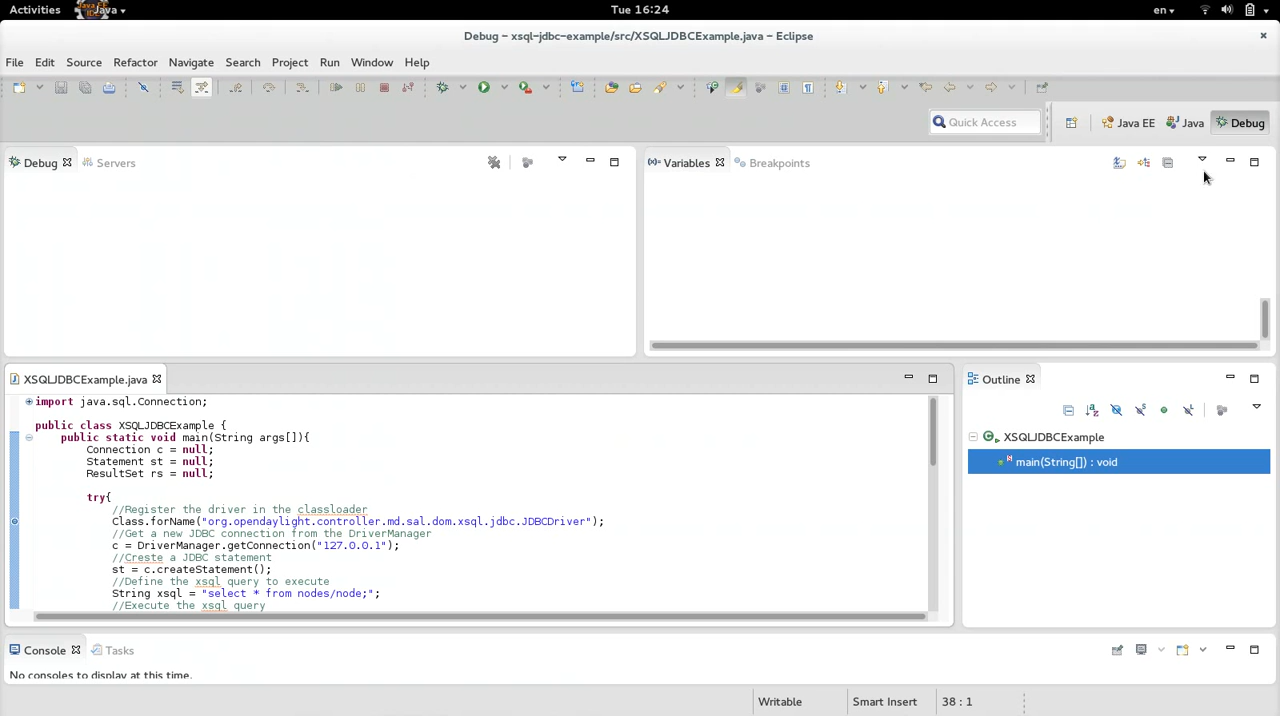 Activities Java Tue 16:24 en
Debug - xsql-jdbc-example/src/XSQLJDBCExample.java - Eclipse
File Edit Source Refactor Navigate Search Project Run Window Help
Quick Access Java EE Java Debug
Debug Servers Variables Breakpoints
XSQLJDBCExample.java Outline
import java.sql.Connection;
public class XSQLJDBCExample {
public static void main(String args[]){
Connection c = null;
Statement st = null;
ResultSet rs = null;
try{
//Register the driver in the classloader
Class.forName("org.opendaylight.controller.md.sal.dom.xsql.jdbc.JDBCDriver");
//Get a new JDBC connection from the DriverManager
c = DriverManager.getConnection("127.0.0.1");
//Creste a JDBC statement
st = c.createStatement();
//Define the xsql query to execute
String xsql = "select * from nodes/node;";
//Execute the xsql query
XSQLJDBCExample
main(String[]) : void
Console Tasks
No consoles to display at this time.
Writable Smart Insert 38 : 1